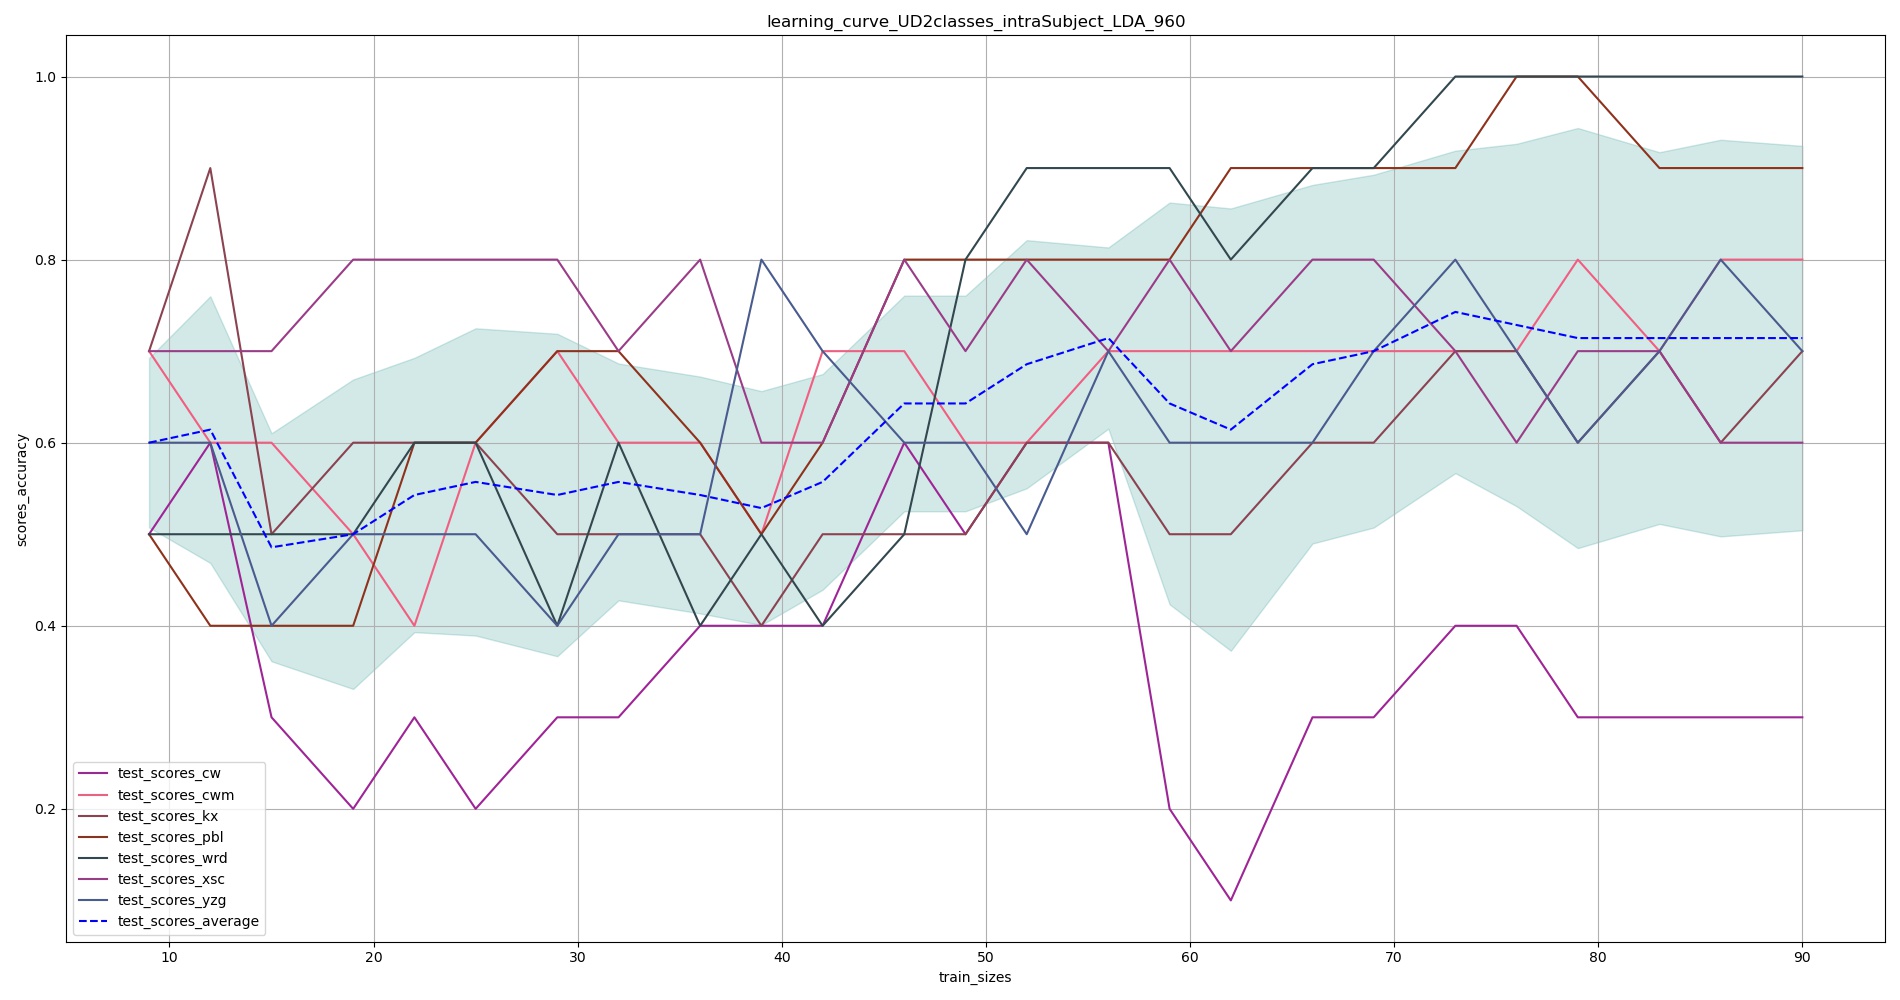 learning_curve_UD2classes_intraSubject_LDA_960
1.0
0.8
0.6
0.4
0.2
scores_accuracy
test_scores_cw
test_scores_cwm
test_scores_kx
test_scores_pbl
test_scores_wrd
test_scores_xsc
test_scores_yzg
test_scores_average
10 20 30 40 50 60 70 80 90
train_sizes